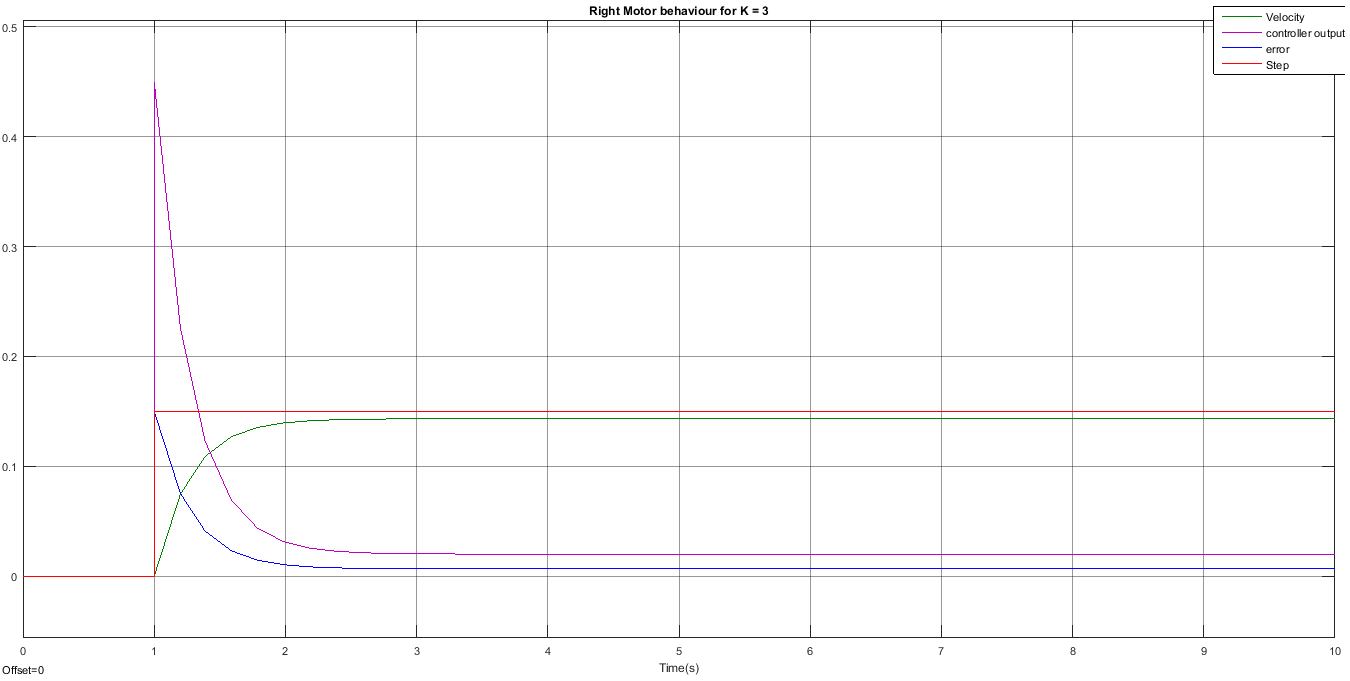 Right Motor behaviour for K = 3
Velocity
controller output
error
Step
0.5
0.4
0.3
0.2
0.1
0
0 1 2 3 4 5 6 7 8 9 10
Time(s)
Offset=0